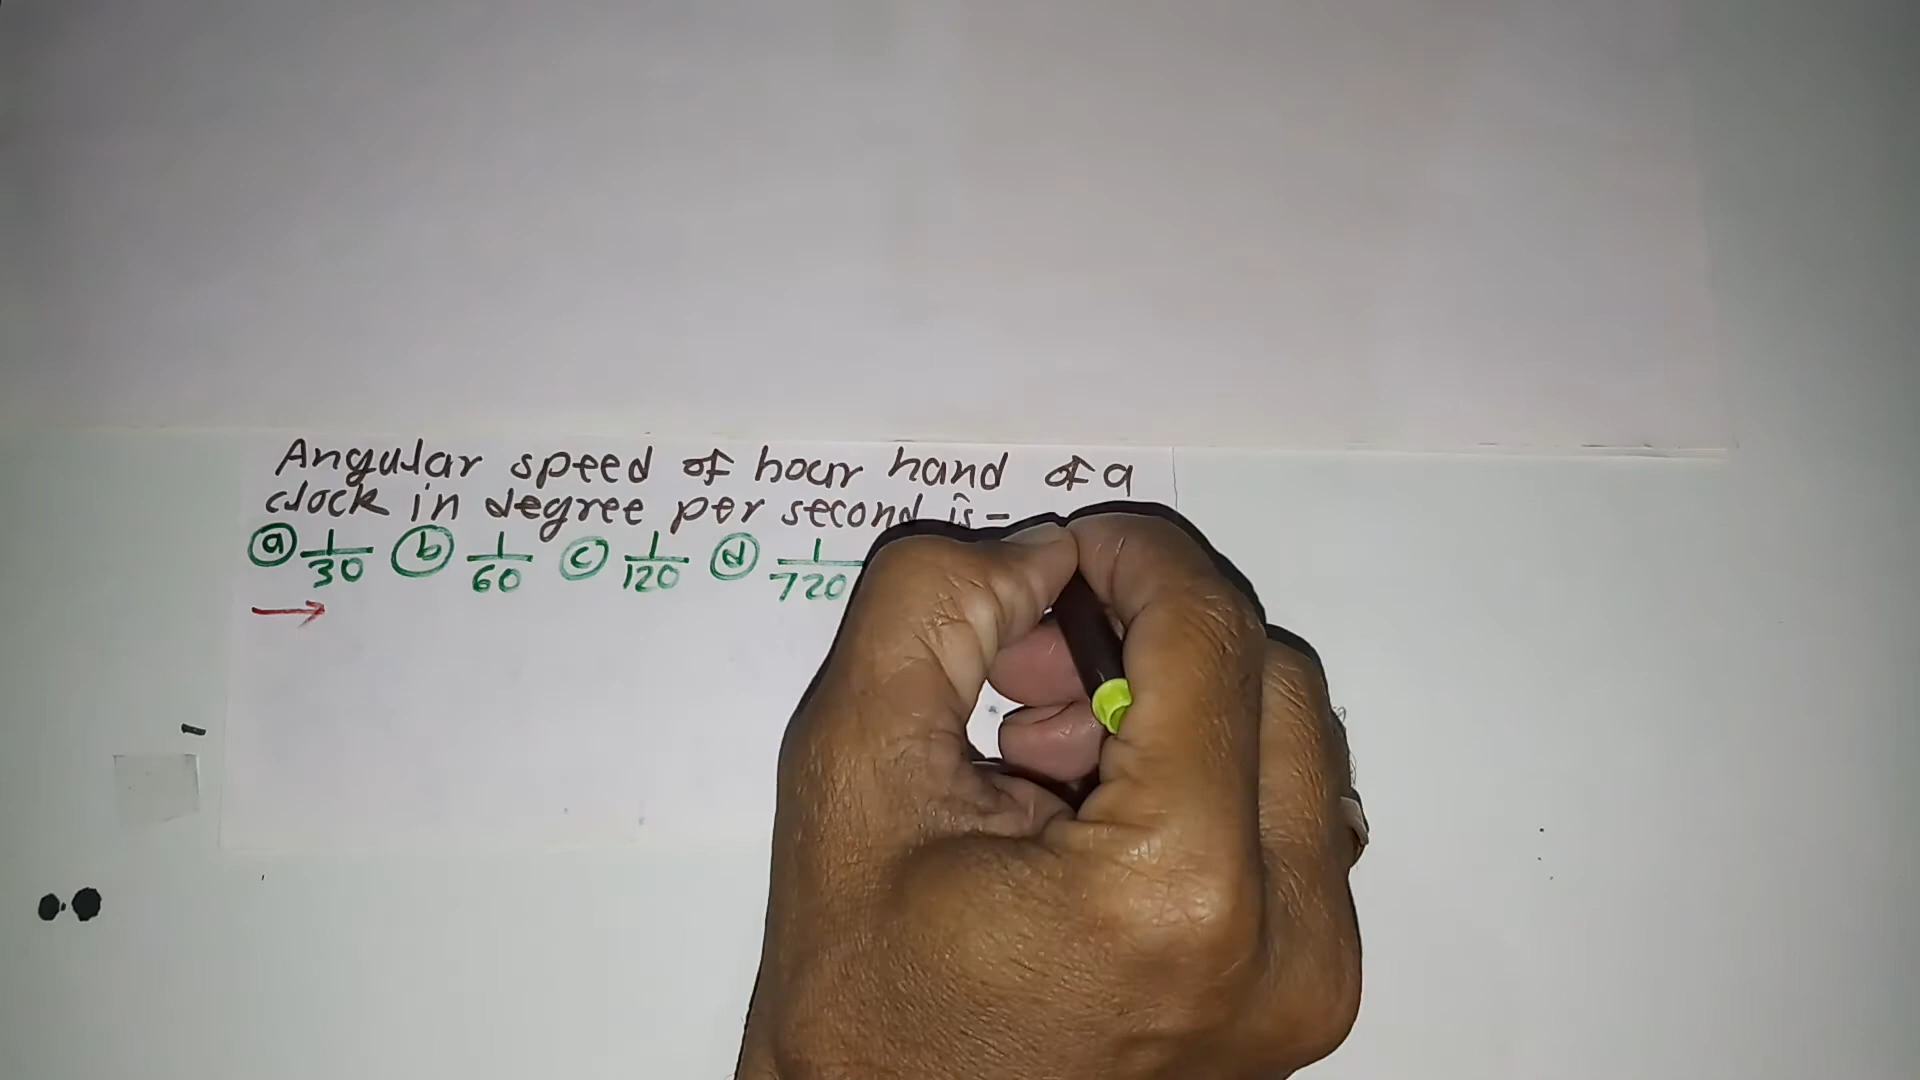 Angular speed of hour hand of a
clock in degree per second is -
(a) 1/30 (b) 1/60 (c) 1/120 (d) 1/720
→